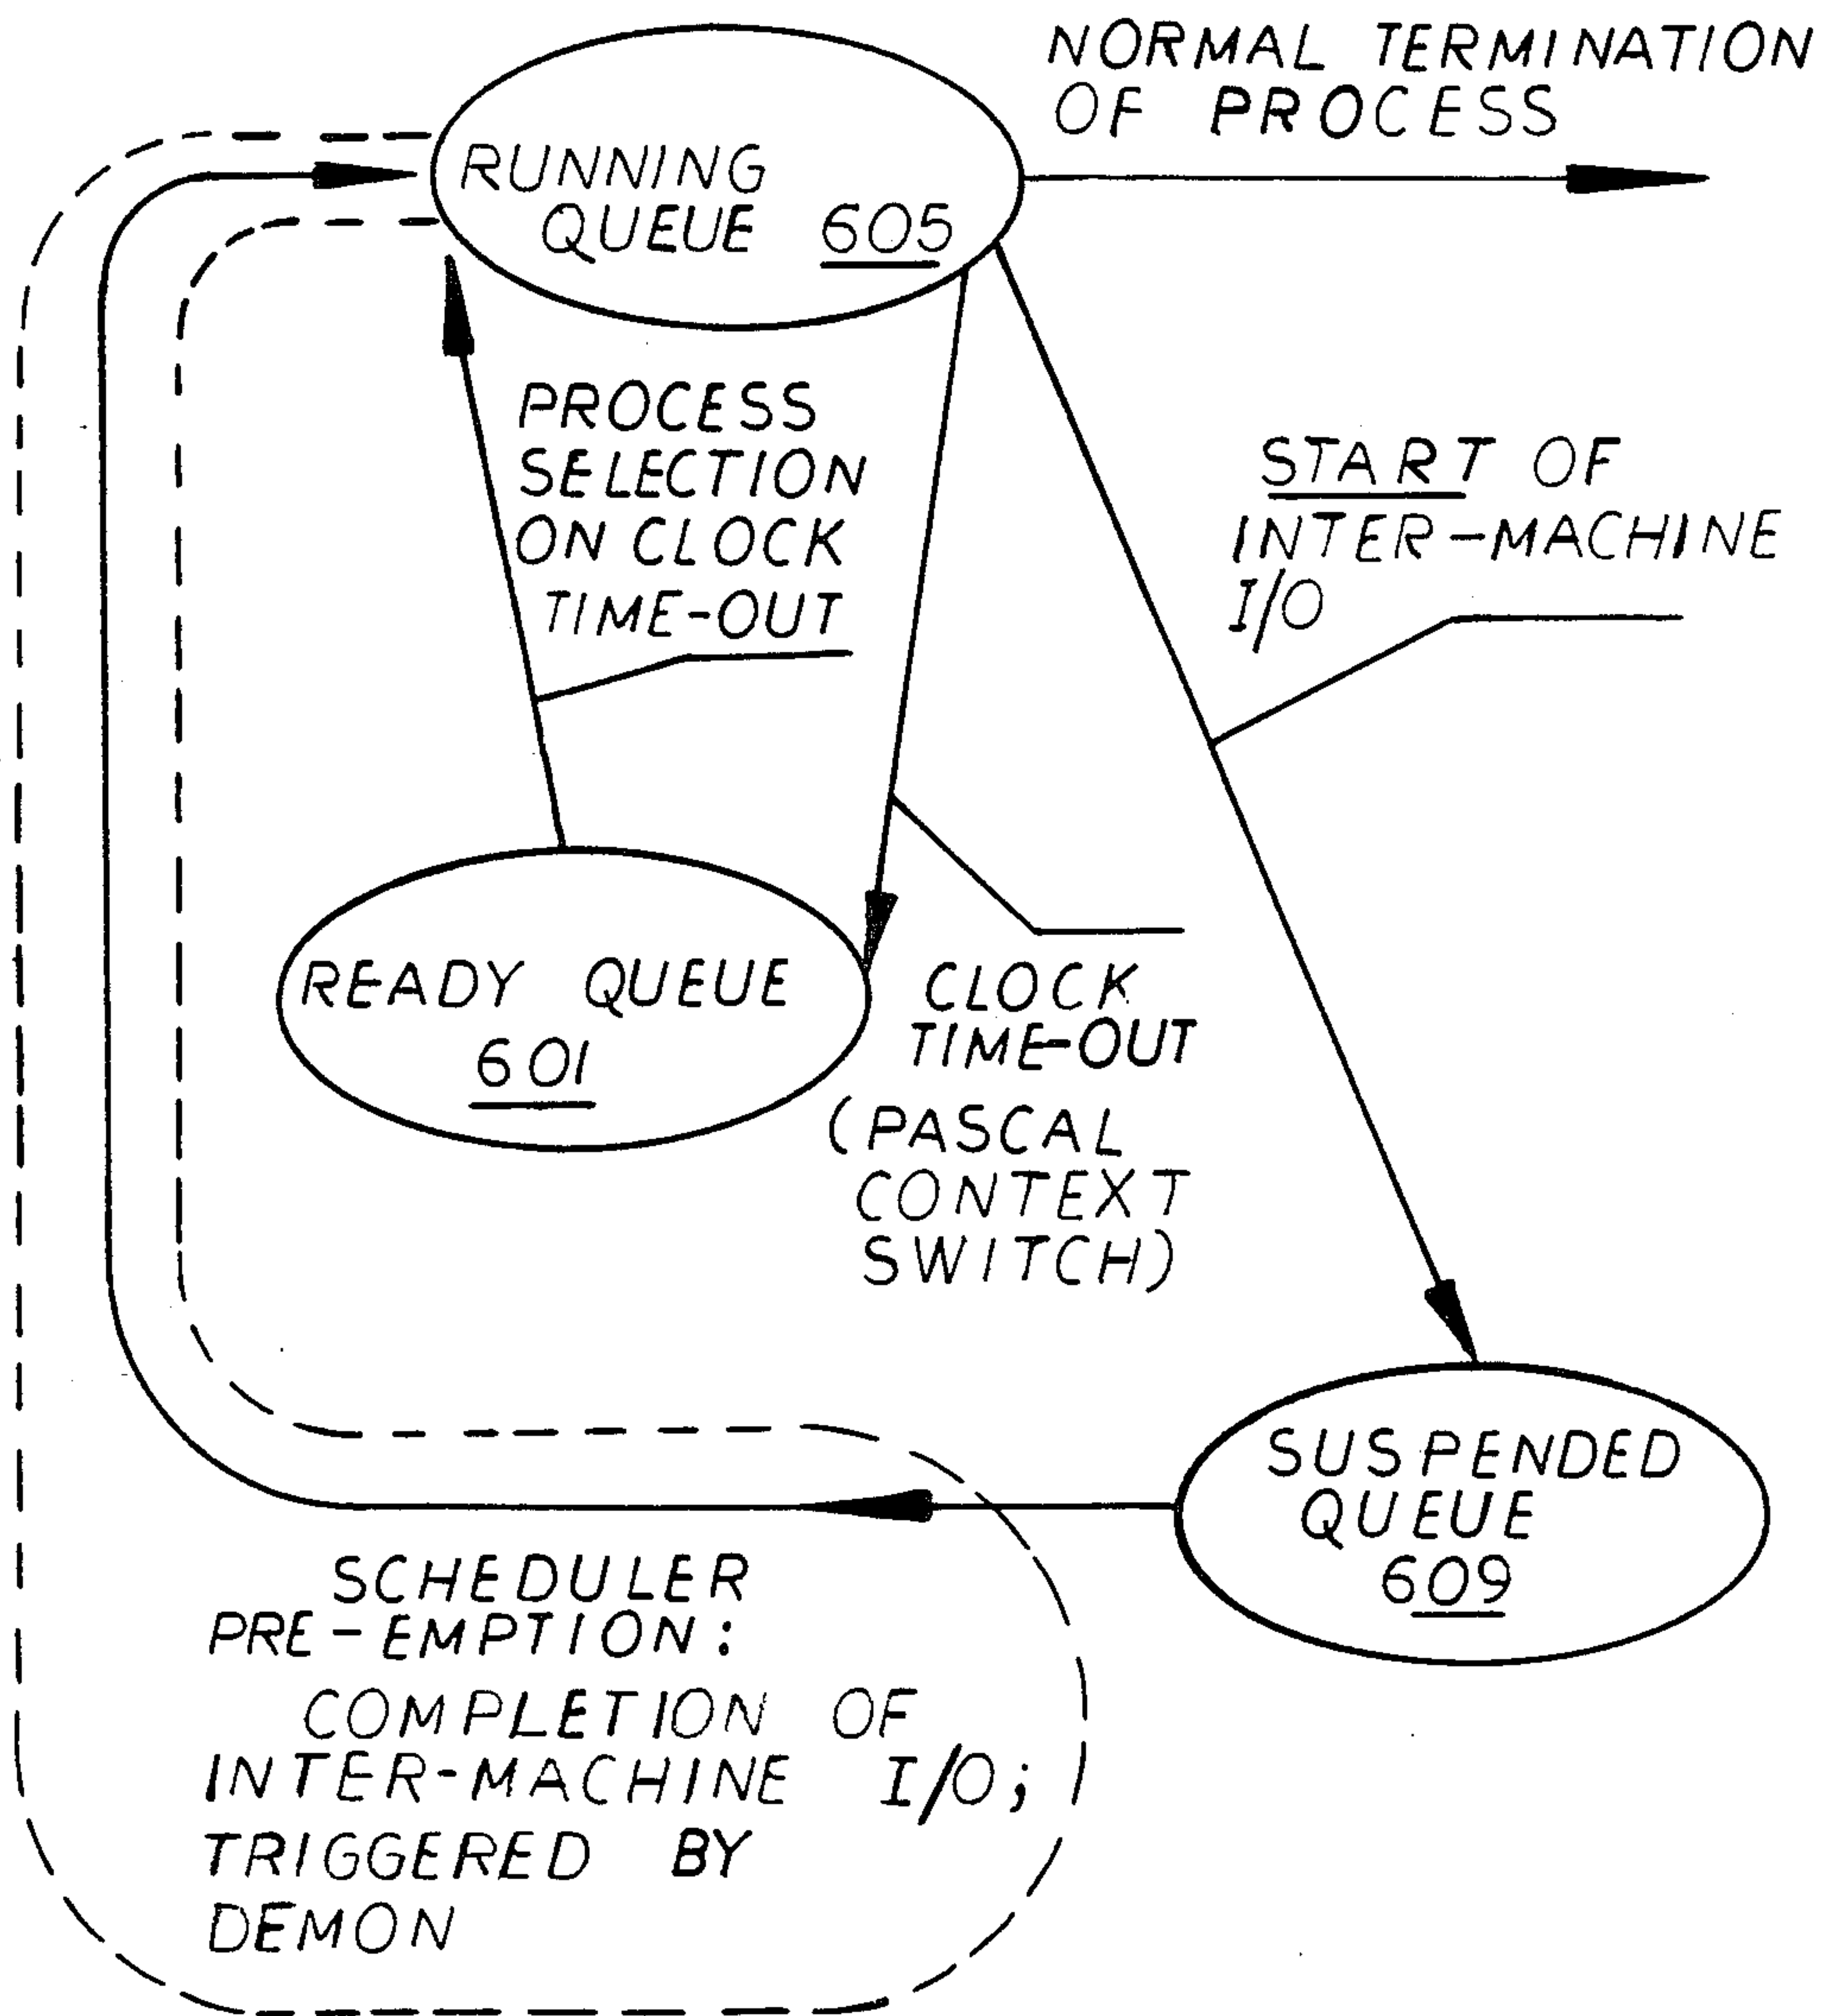 NORMAL TERMINATION
OF PROCESS
RUNNING
QUEUE 605
PROCESS
SELECTION
ON CLOCK
TIME-OUT
START OF
INTER-MACHINE
I/O
READY QUEUE
601
CLOCK
TIME-OUT
(PASCAL
CONTEXT
SWITCH)
SUSPENDED
QUEUE
609
SCHEDULER
PRE-EMPTION:
COMPLETION OF
INTER-MACHINE I/O;
TRIGGERED BY
DEMON